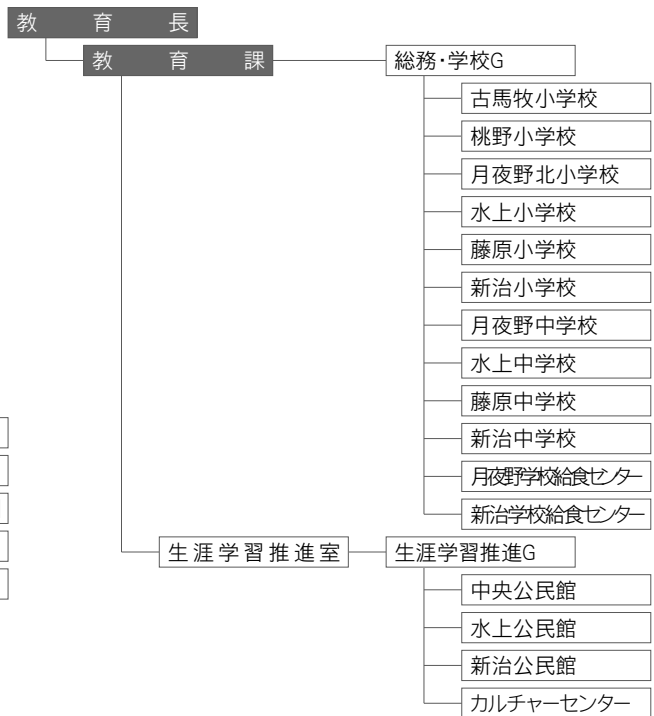 教育長
教育課
総務・学校G
古馬牧小学校
桃野小学校
月夜野北小学校
水上小学校
藤原小学校
新治小学校
月夜野中学校
水上中学校
藤原中学校
新治中学校
月夜野学校給食センター
新治学校給食センター
生涯学習推進室
生涯学習推進G
中央公民館
水上公民館
新治公民館
カルチャーセンター